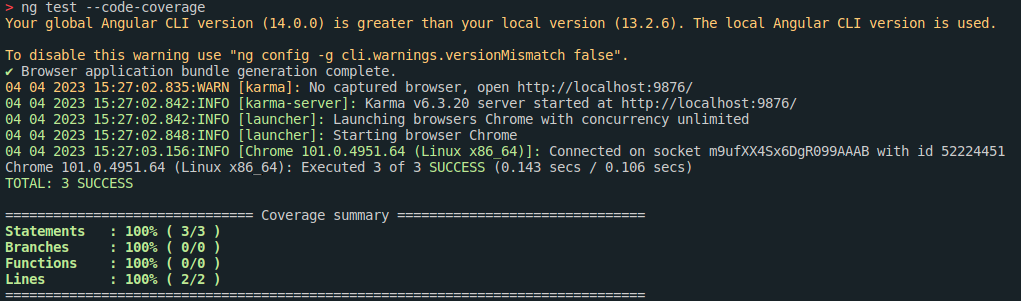 > ng test --code-coverage
Your global Angular CLI version (14.0.0) is greater than your local version (13.2.6). The local Angular CLI version is used.

To disable this warning use "ng config -g cli.warnings.versionMismatch false".
✔ Browser application bundle generation complete.
04 04 2023 15:27:02.835:WARN [karma]: No captured browser, open http://localhost:9876/
04 04 2023 15:27:02.842:INFO [karma-server]: Karma v6.3.20 server started at http://localhost:9876/
04 04 2023 15:27:02.842:INFO [launcher]: Launching browsers Chrome with concurrency unlimited
04 04 2023 15:27:02.848:INFO [launcher]: Starting browser Chrome
04 04 2023 15:27:03.156:INFO [Chrome 101.0.4951.64 (Linux x86_64)]: Connected on socket m9ufXX4Sx6DgR099AAAB with id 52224451
Chrome 101.0.4951.64 (Linux x86_64): Executed 3 of 3 SUCCESS (0.143 secs / 0.106 secs)
TOTAL: 3 SUCCESS

=============================== Coverage summary ===============================
Statements   : 100% ( 3/3 )
Branches     : 100% ( 0/0 )
Functions    : 100% ( 0/0 )
Lines        : 100% ( 2/2 )
================================================================================